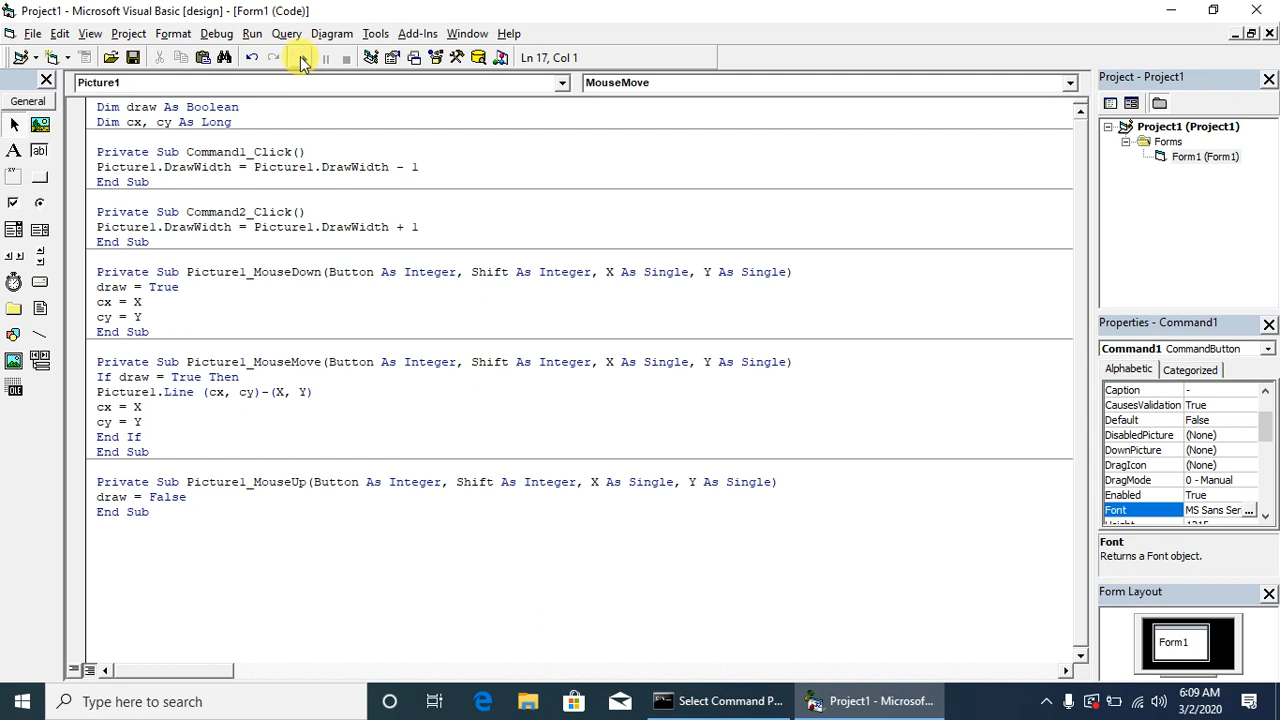 Project1 - Microsoft Visual Basic [design] - [Form1 (Code)]
File Edit View Project Format Debug Run Query Diagram Tools Add-Ins Window Help
Ln 17, Col 1
General
Picture1
MouseMove
Dim draw As Boolean
Dim cx, cy As Long
Private Sub Command1_Click()
Picture1.DrawWidth = Picture1.DrawWidth - 1
End Sub
Private Sub Command2_Click()
Picture1.DrawWidth = Picture1.DrawWidth + 1
End Sub
Private Sub Picture1_MouseDown(Button As Integer, Shift As Integer, X As Single, Y As Single)
draw = True
cx = X
cy = Y
End Sub
Private Sub Picture1_MouseMove(Button As Integer, Shift As Integer, X As Single, Y As Single)
If draw = True Then
Picture1.Line (cx, cy)-(X, Y)
cx = X
cy = Y
End If
End Sub
Private Sub Picture1_MouseUp(Button As Integer, Shift As Integer, X As Single, Y As Single)
draw = False
End Sub
Project - Project1
Project1 (Project1)
Forms
Form1 (Form1)
Properties - Command1
Command1 CommandButton
Alphabetic Categorized
Caption -
CausesValidation True
Default False
DisabledPicture (None)
DownPicture (None)
DragIcon (None)
DragMode 0 - Manual
Enabled True
Font MS Sans Ser ...
Font
Returns a Font object.
Form Layout
Form1
Type here to search
Select Command P...
Project1 - Microsof...
6:09 AM
3/2/2020